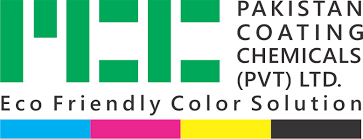 PCC
PAKISTAN
COATING
CHEMICALS
(PVT) LTD.
Eco Friendly Color Solution